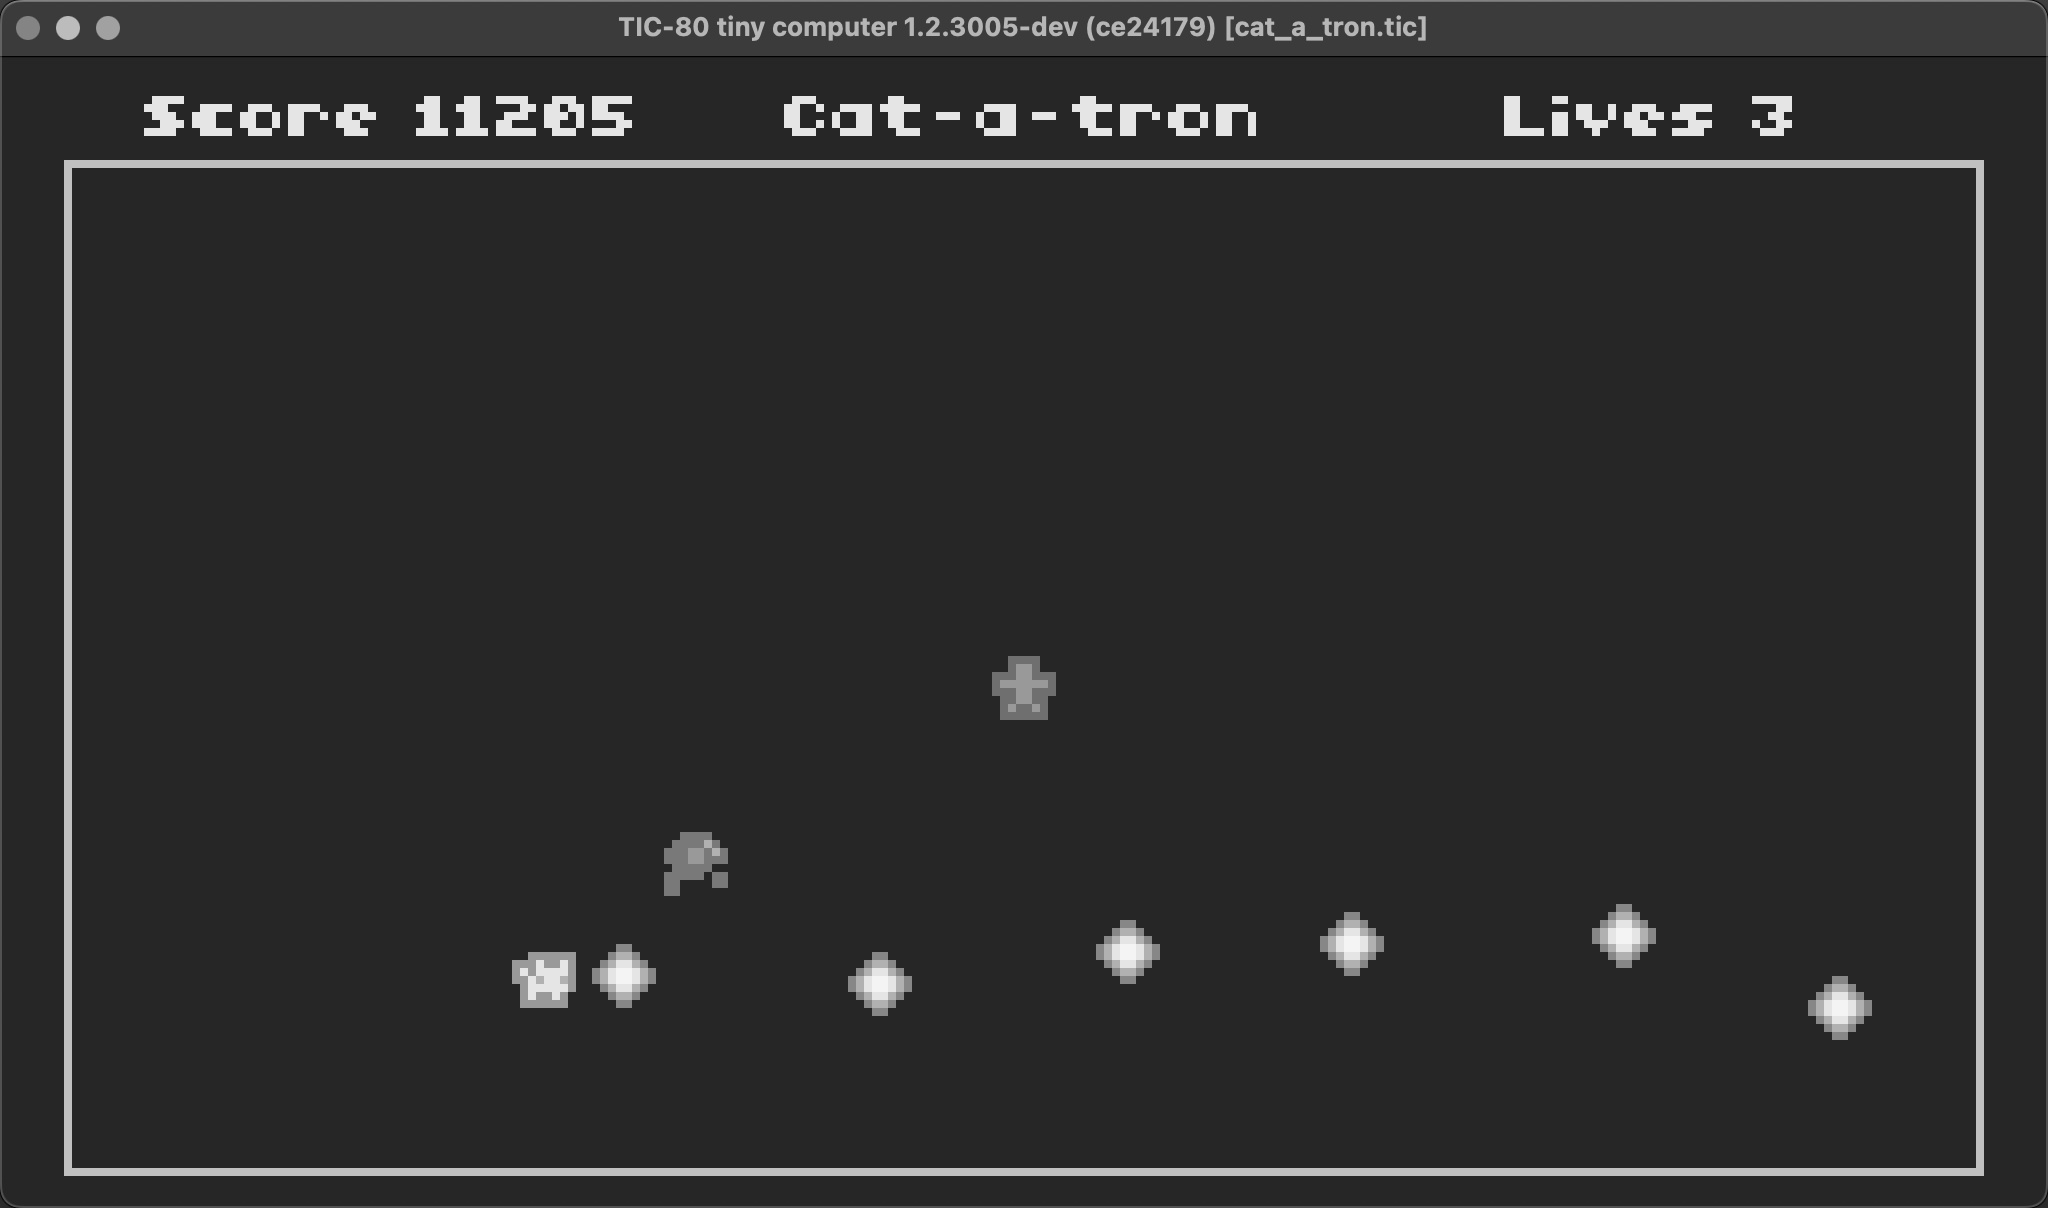 TIC-80 tiny computer 1.2.3005-dev (ce24179) [cat_a_tron.tic]
Score 11205 Cat-a-tron Lives 3